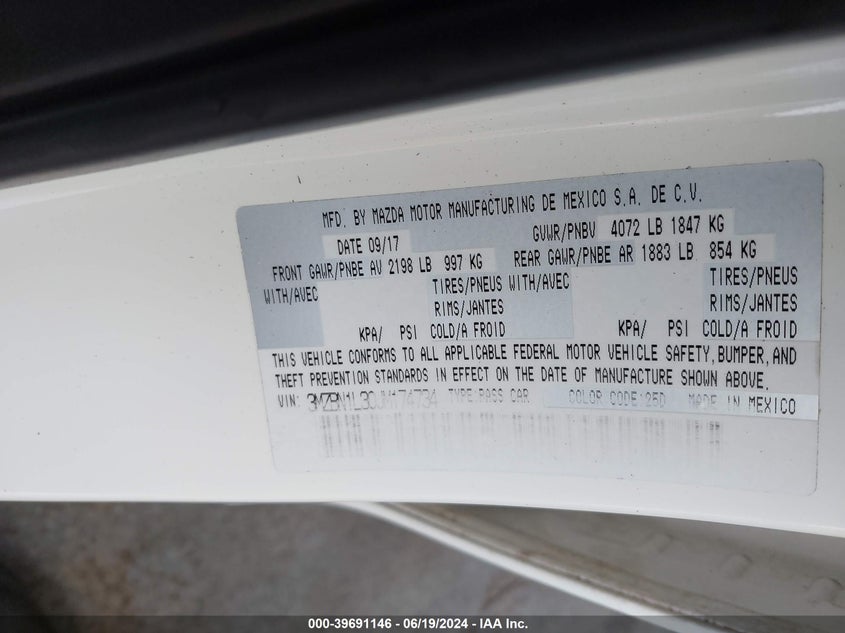 MFD. BY MAZDA MOTOR MANUFACTURING DE MEXICO S.A. DE C.V.
DATE 09/17 GVWR/PNBV 4072 LB 1847 KG
FRONT GAWR/PNBE AV 2198 LB 997 KG REAR GAWR/PNBE AR 1883 LB 854 KG
WITH/AVEC TIRES/PNEUS WITH/AVEC TIRES/PNEUS
RIMS/JANTES RIMS/JANTES
KPA/ PSI COLD/A FROID KPA/ PSI COLD/A FROID
THIS VEHICLE CONFORMS TO ALL APPLICABLE FEDERAL MOTOR VEHICLE SAFETY, BUMPER, AND
THEFT PREVENTION STANDARDS IN EFFECT ON THE DATE OF MANUFACTURE SHOWN ABOVE.
VIN: TYPE:PASS CAR COLOR CODE:25D MADE IN MEXICO
000-39691146 - 06/19/2024 - IAA Inc.